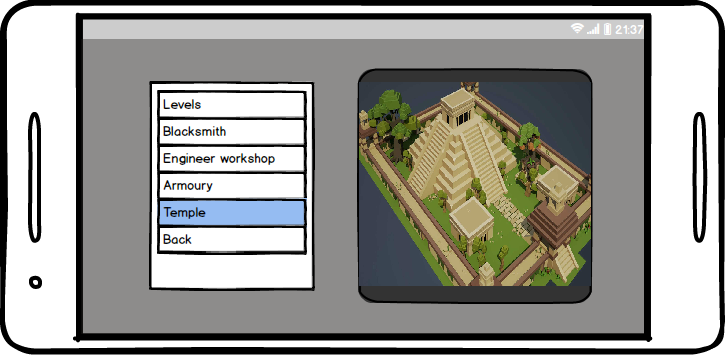 21:37
Levels
Blacksmith
Engineer workshop
Armoury
Temple
Back